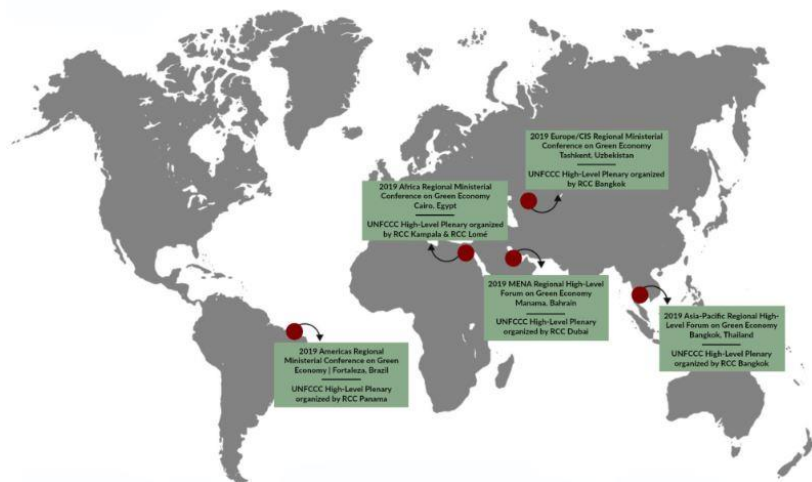 2019 Europe/CIS Regional Ministerial
Conference on Green Economy
Tashkent, Uzbekistan
UNFCCC High-Level Plenary organized
by RCC Bangkok
2019 Africa Regional Ministerial
Conference on Green Economy
Cairo, Egypt
UNFCCC High-Level Plenary organized
by RCC Kampala & RCC Lomé
2019 MENA Regional High-Level
Forum on Green Economy
Manama, Bahrain
UNFCCC High-Level Plenary
organized by RCC Dubai
2019 Asia-Pacific Regional High-
Level Forum on Green Economy
Bangkok, Thailand
UNFCCC High-Level Plenary
organized by RCC Bangkok
2019 Americas Regional
Ministerial Conference on Green
Economy | Fortaleza, Brazil
UNFCCC High-Level Plenary
organized by RCC Panama